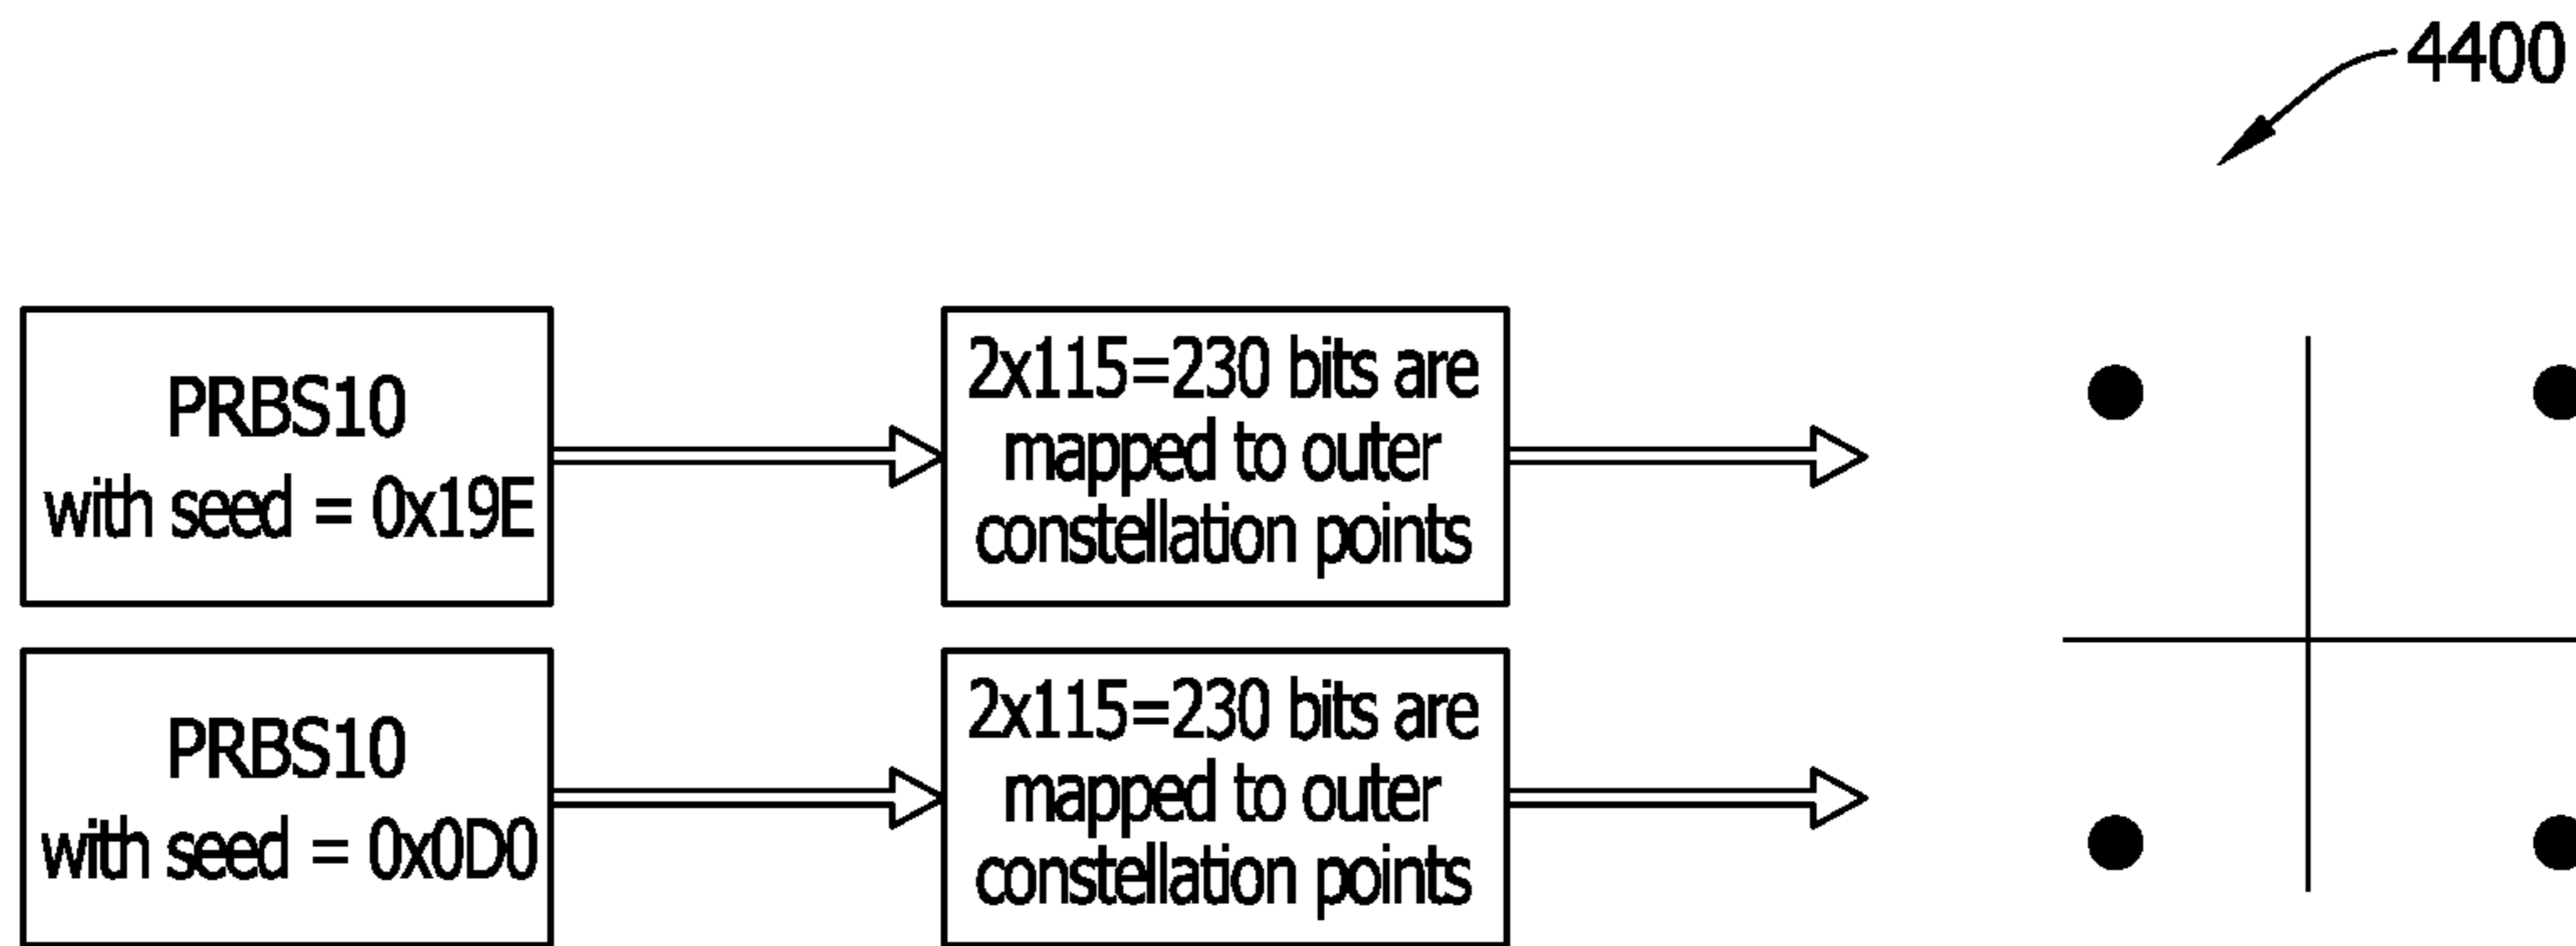 4400
PRBS10
with seed = 0x19E
2x115=230 bits are
mapped to outer
constellation points
PRBS10
with seed = 0x0D0
2x115=230 bits are
mapped to outer
constellation points